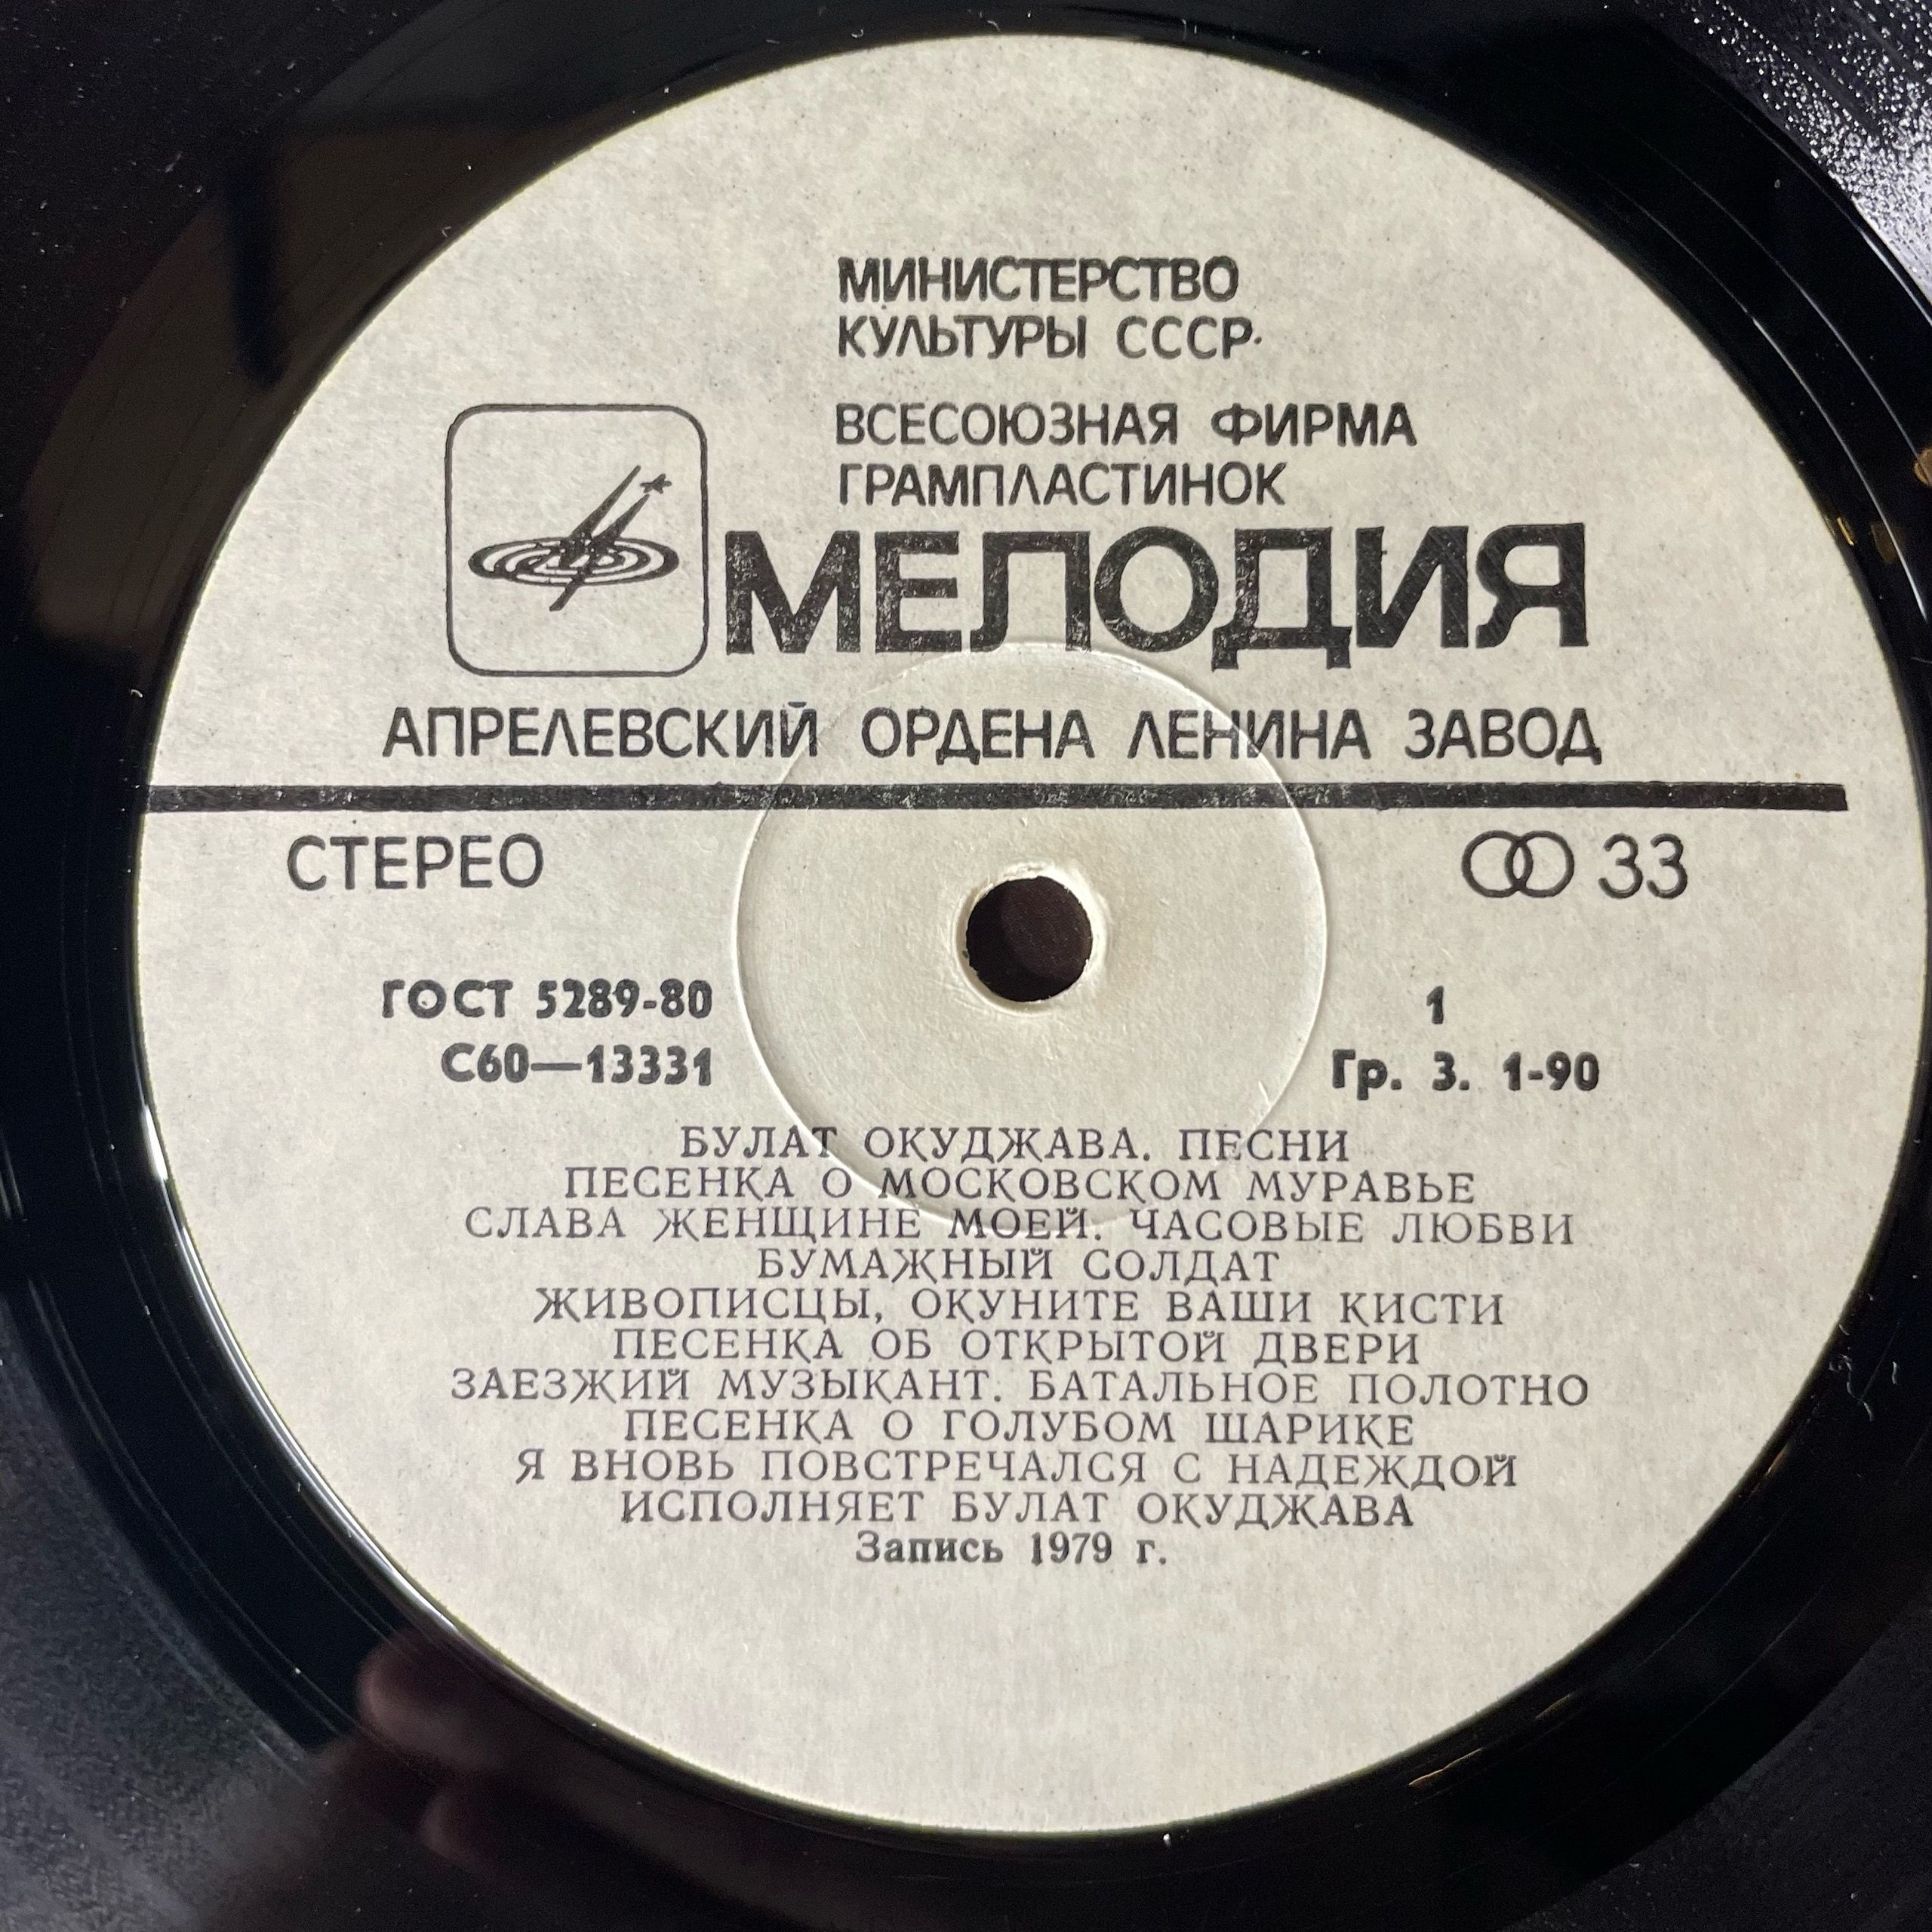 МИНИСТЕРСТВО
КУЛЬТУРЫ СССР
ВСЕСОЮЗНАЯ ФИРМА
ГРАМПЛАСТИНОК
МЕЛОДИЯ
АПРЕЛЕВСКИЙ ОРДЕНА ЛЕНИНА ЗАВОД
СТЕРЕО
33
ГОСТ 5289-80
1
С60—13331
Гр. 3. 1-90
БУЛАТ ОКУДЖАВА. ПЕСНИ
ПЕСЕНКА О МОСКОВСКОМ МУРАВЬЕ
СЛАВА ЖЕНЩИНЕ МОЕЙ. ЧАСОВЫЕ ЛЮБВИ
БУМАЖНЫЙ СОЛДАТ
ЖИВОПИСЦЫ, ОКУНИТЕ ВАШИ КИСТИ
ПЕСЕНКА ОБ ОТКРЫТОЙ ДВЕРИ
ЗАЕЗЖИЙ МУЗЫКАНТ. БАТАЛЬНОЕ ПОЛОТНО
ПЕСЕНКА О ГОЛУБОМ ШАРИКЕ
Я ВНОВЬ ПОВСТРЕЧАЛСЯ С НАДЕЖДОЙ
ИСПОЛНЯЕТ БУЛАТ ОКУДЖАВА
Запись 1979 г.